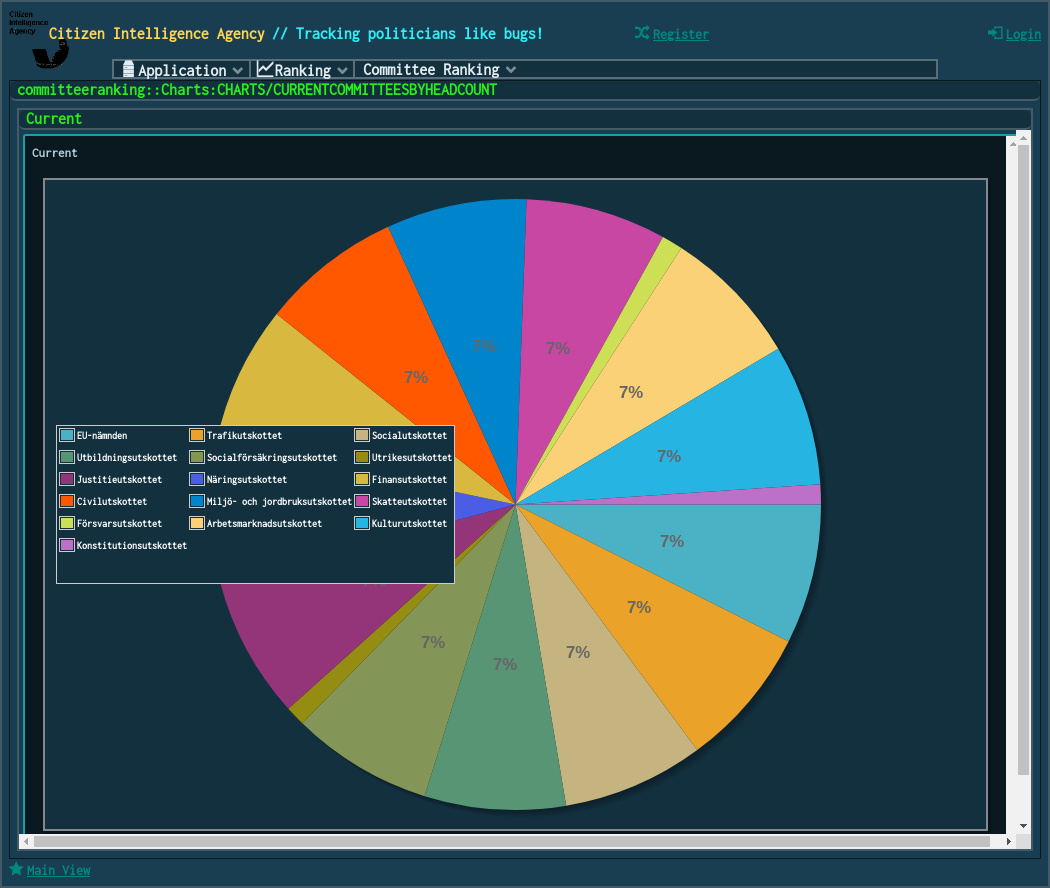 Citizen
Intelligence
Agency
Citizen Intelligence Agency // Tracking politicians like bugs!
Register
Login
Application
Ranking
Committee Ranking
committeeranking::Charts:CHARTS/CURRENTCOMMITTEESBYHEADCOUNT
Current
Current
7%
7%
7%
7%
7%
EU-nämnden Trafikutskottet Socialutskottet
Utbildningsutskottet Socialförsäkringsutskottet Utrikesutskottet
Justitieutskottet Näringsutskottet Finansutskottet
Civilutskottet Miljö- och jordbruksutskottet Skatteutskottet
Försvarsutskottet Arbetsmarknadsutskottet Kulturutskottet
Konstitutionsutskottet
7%
7%
7%
7%
7%
Main View